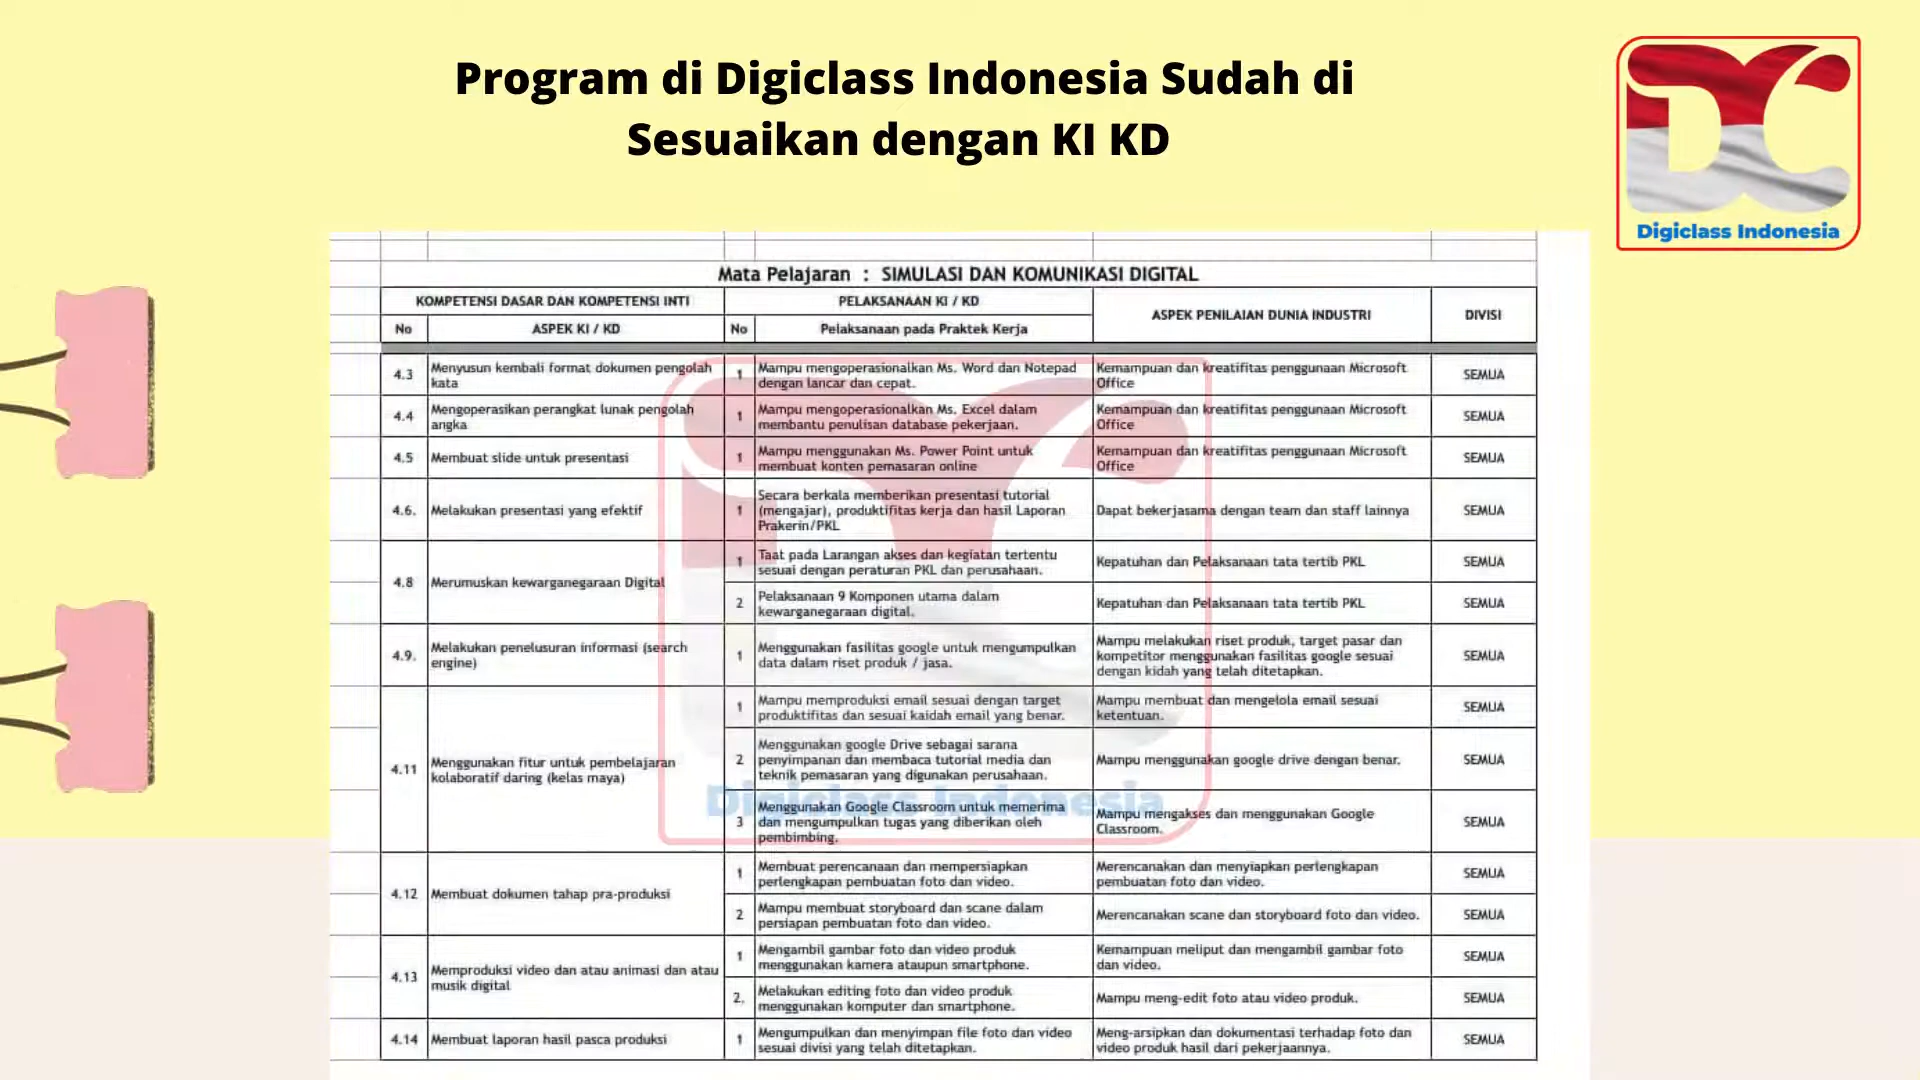 Program di Digiclass Indonesia Sudah di
Sesuaikan dengan KI KD
Digiclass Indonesia
Mata Pelajaran : SIMULASI DAN KOMUNIKASI DIGITAL
KOMPETENSI DASAR DAN KOMPETENSI INTI
PELAKSANAAN KI / KD
ASPEK PENILAIAN DUNIA INDUSTRI
DIVISI
No
ASPEK KI / KD
No
Pelaksanaan pada Praktek Kerja
4.3
Menyusun kembali format dokumen pengolah
kata
1
Mampu mengoperasionalkan Ms. Word dan Notepad
dengan lancar dan cepat.
Kemampuan dan kreatifitas penggunaan Microsoft
Office
SEMUA
4.4
Mengoperasikan perangkat lunak pengolah
angka
1
Mampu mengoperasionalkan Ms. Excel dalam
membantu penulisan database pekerjaan.
Kemampuan dan kreatifitas penggunaan Microsoft
Office
SEMUA
4.5
Membuat slide untuk presentasi
1
Mampu menggunakan Ms. Power Point untuk
membuat konten pemasaran online
Kemampuan dan kreatifitas penggunaan Microsoft
Office
SEMUA
4.6.
Melakukan presentasi yang efektif
1
Secara berkala memberikan presentasi tutorial
(mengajar), produktifitas kerja dan hasil Laporan
Prakerin/PKL
Dapat bekerjasama dengan team dan staff lainnya
SEMUA
4.8
Merumuskan kewarganegaraan Digital
1
Taat pada Larangan akses dan kegiatan tertentu
sesuai dengan peraturan PKL dan perusahaan.
Kepatuhan dan Pelaksanaan tata tertib PKL
SEMUA
2
Pelaksanaan 9 Komponen utama dalam
kewarganegaraan digital.
Kepatuhan dan Pelaksanaan tata tertib PKL
SEMUA
4.9.
Melakukan penelusuran informasi (search
engine)
1
Menggunakan fasilitas google untuk mengumpulkan
data dalam riset produk / jasa.
Mampu melakukan riset produk, target pasar dan
kompetitor menggunakan fasilitas google sesuai
dengan kidah yang telah ditetapkan.
SEMUA
4.11
Menggunakan fitur untuk pembelajaran
kolaboratif daring (kelas maya)
1
Mampu memproduksi email sesuai dengan target
produktifitas dan sesuai kaidah email yang benar.
Mampu membuat dan mengelola email sesuai
ketentuan.
SEMUA
2
Menggunakan google Drive sebagai sarana
penyimpanan dan membaca tutorial media dan
teknik pemasaran yang digunakan perusahaan.
Mampu menggunakan google drive dengan benar.
SEMUA
3
Menggunakan Google Classroom untuk memerima
dan mengumpulkan tugas yang diberikan oleh
pembimbing.
Mampu mengakses dan menggunakan Google
Classroom.
SEMUA
Digiclass Indonesia
4.12
Membuat dokumen tahap pra-produksi
1
Membuat perencanaan dan mempersiapkan
perlengkapan pembuatan foto dan video.
Merencanakan dan menyiapkan perlengkapan
pembuatan foto dan video.
SEMUA
2
Mampu membuat storyboard dan scane dalam
persiapan pembuatan foto dan video.
Merencanakan scane dan storyboard foto dan video.
SEMUA
4.13
Memproduksi video dan atau animasi dan atau
musik digital
1
Mengambil gambar foto dan video produk
menggunakan kamera ataupun smartphone.
Kemampuan meliput dan mengambil gambar foto
dan video.
SEMUA
2.
Melakukan editing foto dan video produk
menggunakan komputer dan smartphone.
Mampu meng-edit foto atau video produk.
SEMUA
4.14
Membuat laporan hasil pasca produksi
1
Mengumpulkan dan menyimpan file foto dan video
sesuai divisi yang telah ditetapkan.
Meng-arsipkan dan dokumentasi terhadap foto dan
video produk hasil dari pekerjaannya.
SEMUA